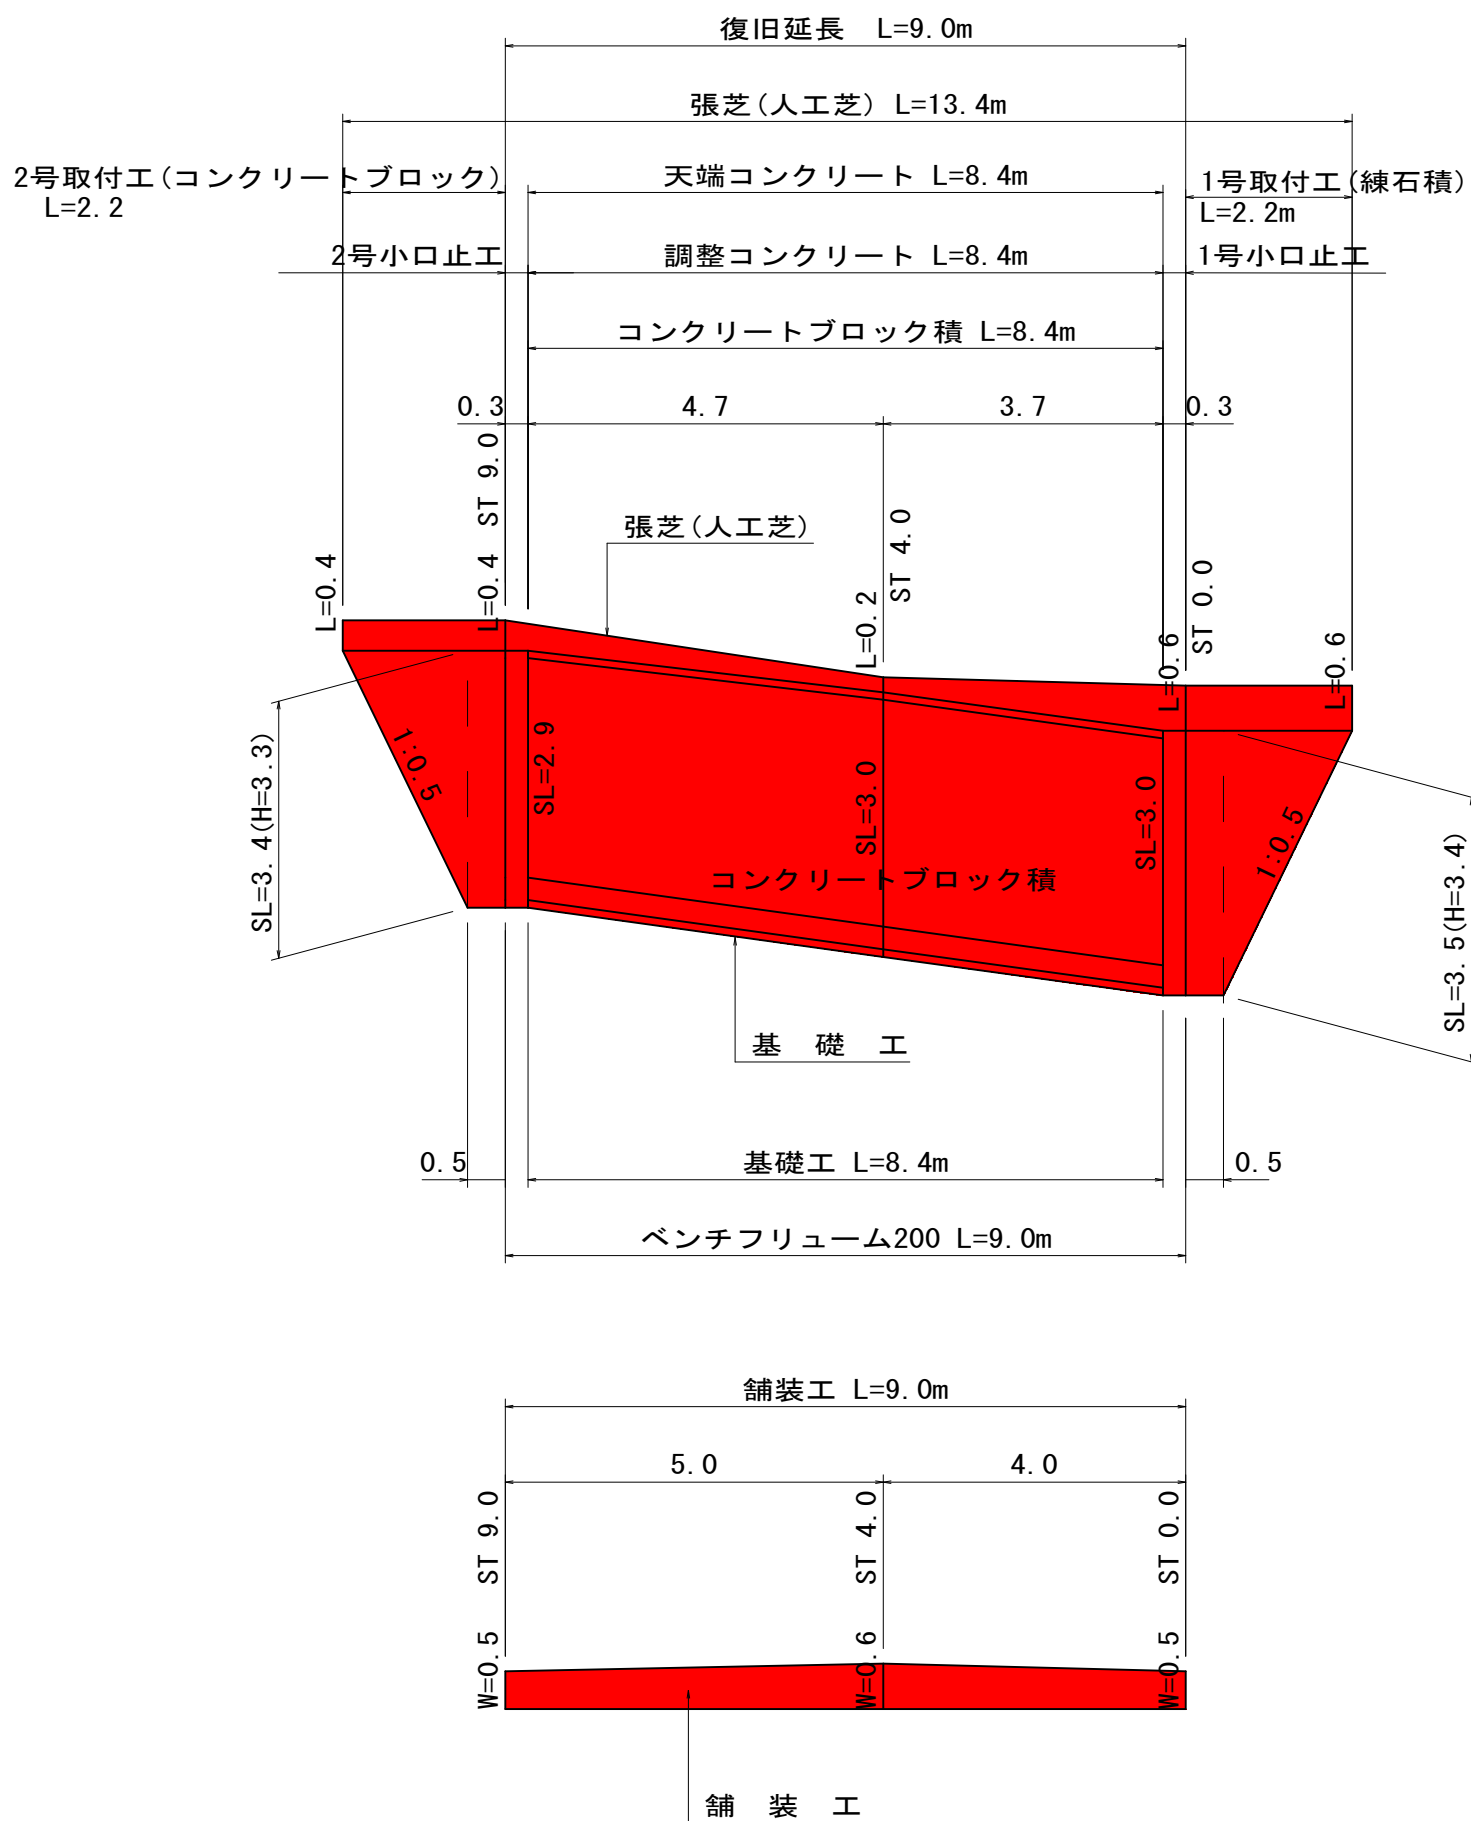 復旧延長 L=9.0m
張芝(人工芝) L=13.4m
2号取付工(コンクリートブロック)
L=2.2
天端コンクリート L=8.4m
1号取付工(練石積)
L=2.2m
2号小口止工
調整コンクリート L=8.4m
1号小口止工
コンクリートブロック積 L=8.4m
0.3
4.7
3.7
0.3
ST 9.0
ST 4.0
ST 0.0
張芝(人工芝)
L=0.4
L=0.4
L=0.2
L=0.6
L=0.6
SL=3.4(H=3.3)
1:0.5
SL=2.9
SL=3.0
SL=3.0
1:0.5
SL=3.5(H=3.4)
コンクリートブロック積
基 礎 工
0.5
基礎工 L=8.4m
0.5
ベンチフリューム200 L=9.0m
舗装工 L=9.0m
5.0
4.0
ST 9.0
ST 4.0
ST 0.0
W=0.5
W=0.6
W=0.5
舗 装 工